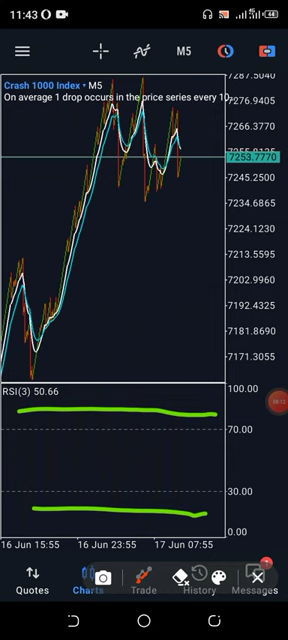 11:43
43
M5
Crash 1000 Index M5
On average 1 drop occurs in the price series every 10
7287.5040
7276.9405
7266.3770
7253.7770
7245.2500
7234.6865
7224.1230
7213.5595
7202.9960
7192.4325
7181.8690
7171.3055
RSI(3) 50.66
100.00
70.00
30.00
0.00
16 Jun 15:55
16 Jun 23:55
17 Jun 07:55
Quotes
Charts
Trade
History
Messages